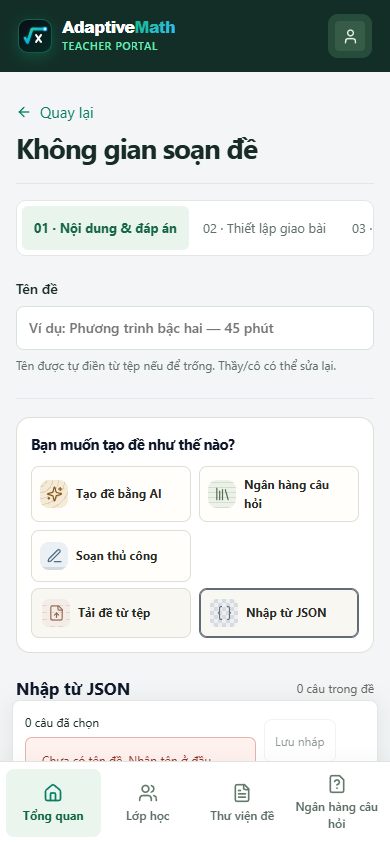 AdaptiveMath
TEACHER PORTAL
← Quay lại
Không gian soạn đề
01 · Nội dung & đáp án
02 · Thiết lập giao bài
03 ·
Tên đề
Ví dụ: Phương trình bậc hai — 45 phút
Tên được tự điền từ tệp nếu để trống. Thầy/cô có thể sửa lại.
Bạn muốn tạo đề như thế nào?
Tạo đề bằng AI
Ngân hàng câu
hỏi
Soạn thủ công
Tải đề từ tệp
Nhập từ JSON
Nhập từ JSON
0 câu trong đề
0 câu đã chọn
Chưa có tên đề. Nhập tên ở đầu
Lưu nháp
Tổng quan
Lớp học
Thư viện đề
Ngân hàng câu
hỏi